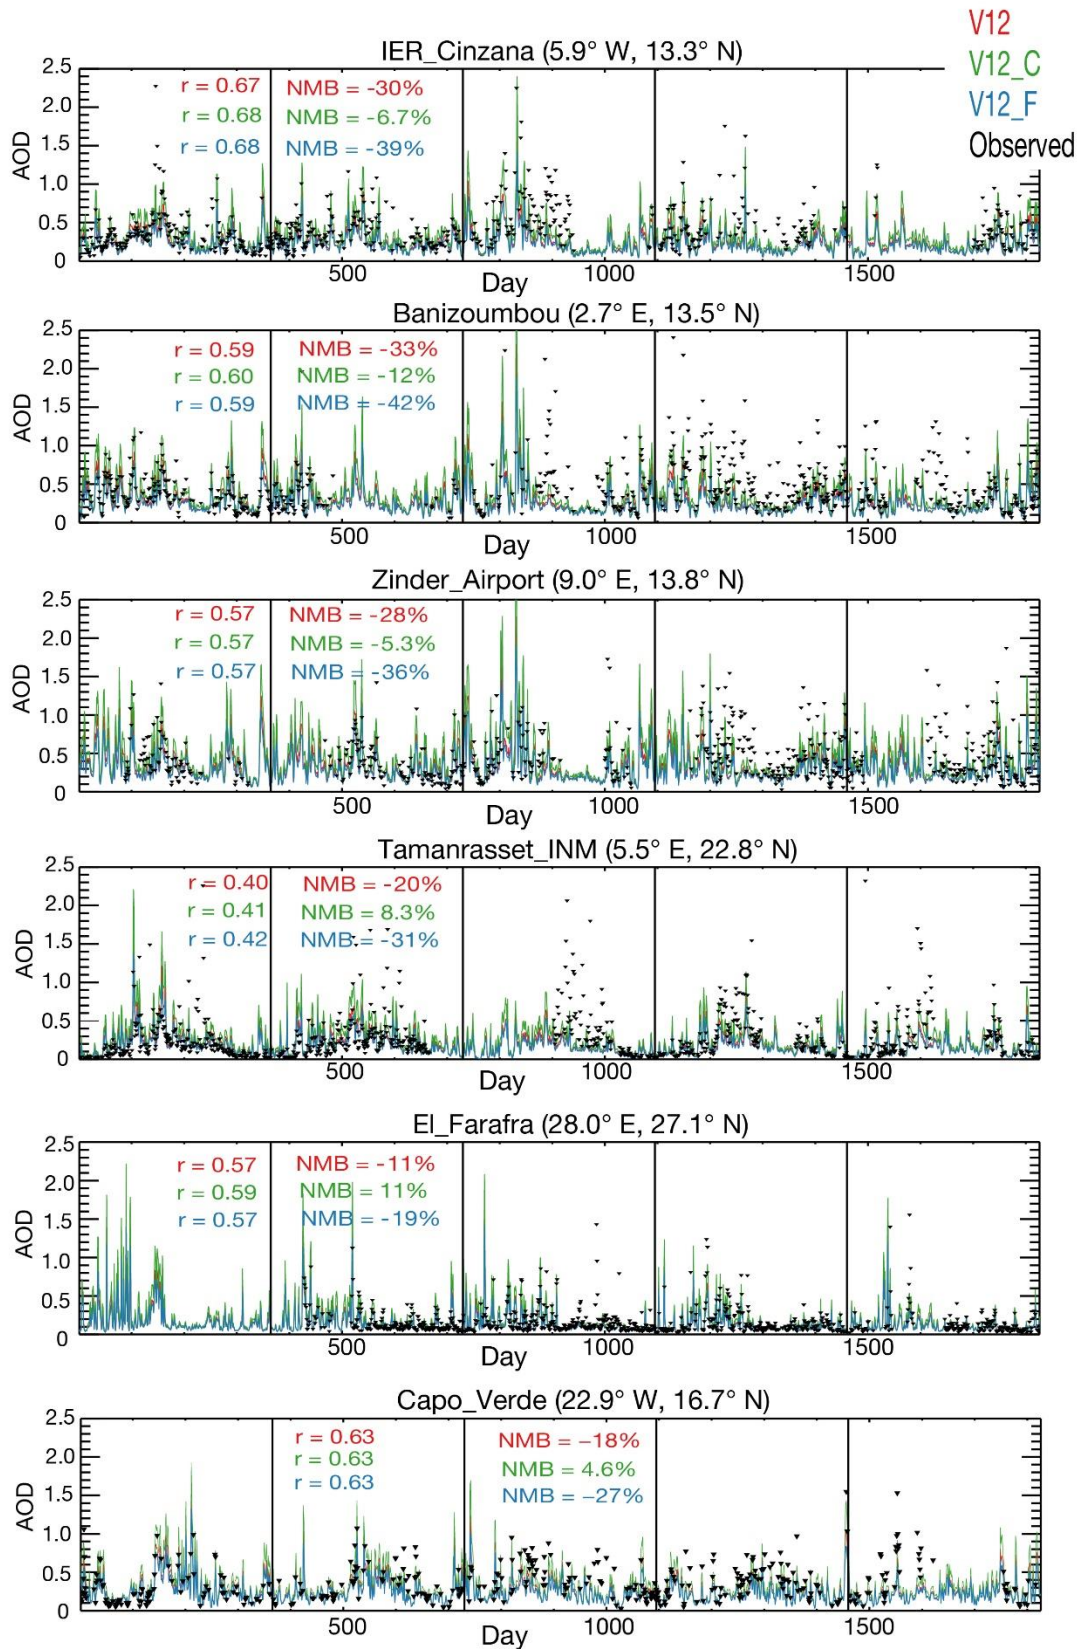 V12
V12_C
V12_F
Observed
IER_Cinzana (5.9° W, 13.3° N)
2.5
2.0
1.5
1.0
0.5
0
AOD
r = 0.67
r = 0.68
r = 0.68
NMB = -30%
NMB = -6.7%
NMB = -39%
500
1000
1500
Day
Banizoumbou (2.7° E, 13.5° N)
2.5
2.0
1.5
1.0
0.5
0
AOD
r = 0.59
r = 0.60
r = 0.59
NMB = -33%
NMB = -12%
NMB = -42%
500
1000
1500
Day
Zinder_Airport (9.0° E, 13.8° N)
2.5
2.0
1.5
1.0
0.5
0
AOD
r = 0.57
r = 0.57
r = 0.57
NMB = -28%
NMB = -5.3%
NMB = -36%
500
1000
1500
Day
Tamanrasset_INM (5.5° E, 22.8° N)
2.5
2.0
1.5
1.0
0.5
0
AOD
r = 0.40
r = 0.41
r = 0.42
NMB = -20%
NMB = 8.3%
NMB = -31%
500
1000
1500
Day
El_Farafra (28.0° E, 27.1° N)
2.5
2.0
1.5
1.0
0.5
0
AOD
r = 0.57
r = 0.59
r = 0.57
NMB = -11%
NMB = 11%
NMB = -19%
500
1000
1500
Day
Capo_Verde (22.9° W, 16.7° N)
2.5
2.0
1.5
1.0
0.5
0
AOD
r = 0.63
r = 0.63
r = 0.63
NMB = −18%
NMB = 4.6%
NMB = −27%
500
1000
1500
Day